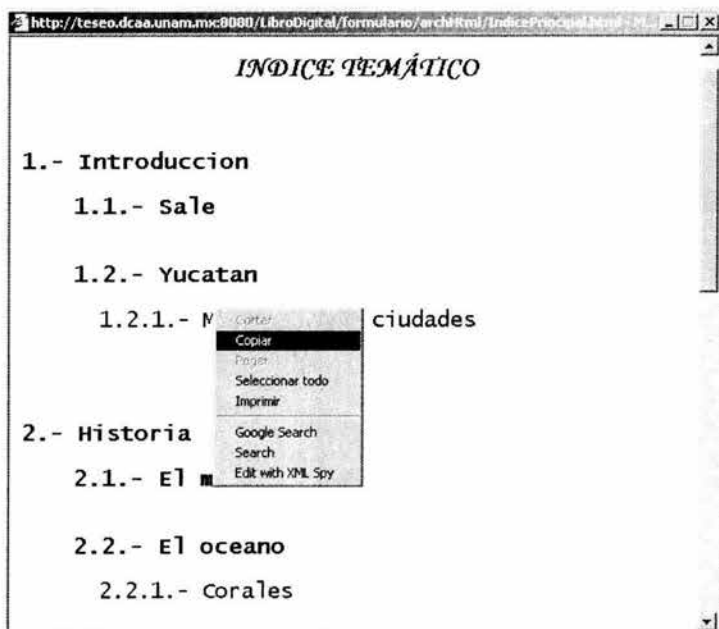 http://teseo.dcaa.unam.mx:8080/LibroDigital/formulario/archHtml/IndicePrincipal.html - M...
INDICE TEMÁTICO
1.- Introduccion
1.1.- Sale
1.2.- Yucatan
1.2.1.- M ciudades
Cortar
Copiar
Pegar
Seleccionar todo
Imprimir
Google Search
Search
Edit with XML Spy
2.- Historia
2.1.- El m
2.2.- El oceano
2.2.1.- Corales